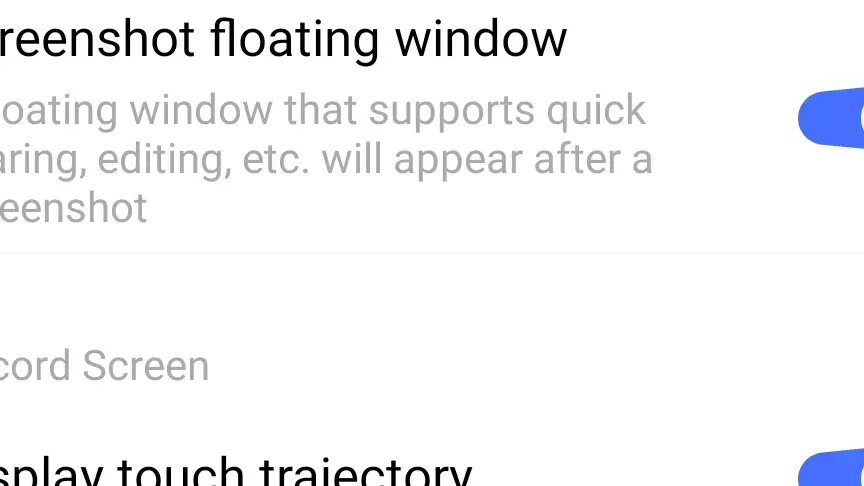 reenshot floating window
oating window that supports quick
aring, editing, etc. will appear after a
eenshot
cord Screen
splay touch trajectory